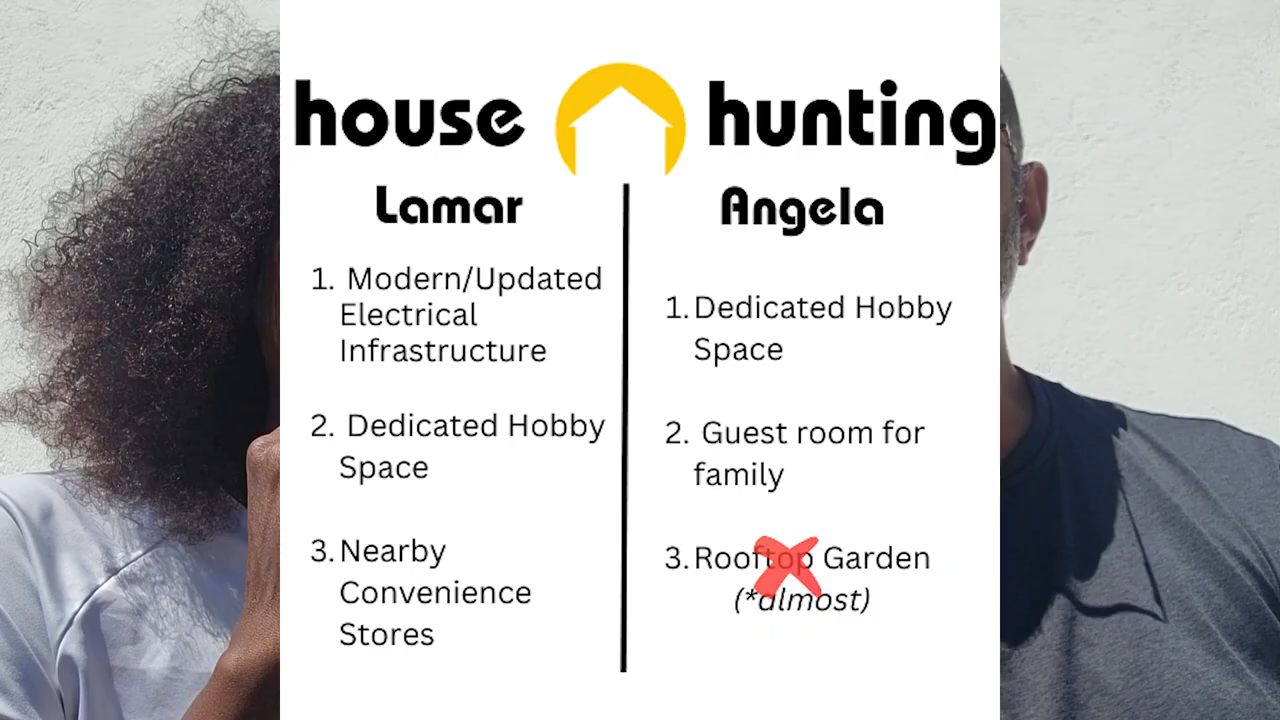 house hunting
Lamar
1. Modern/Updated
Electrical
Infrastructure
2. Dedicated Hobby
Space
3. Nearby
Convenience
Stores
Angela
1. Dedicated Hobby
Space
2. Guest room for
family
3. Rooftop Garden
(*almost)